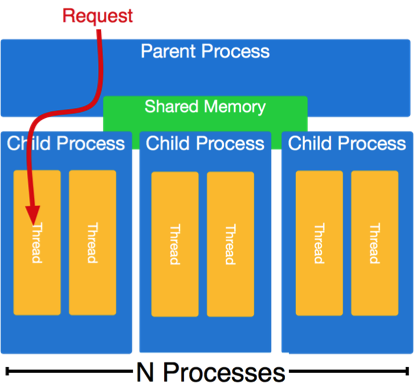 Request
Parent Process
Shared Memory
Child Process
Child Process
Child Process
Thread
Thread
Thread
Thread
Thread
Thread
N Processes